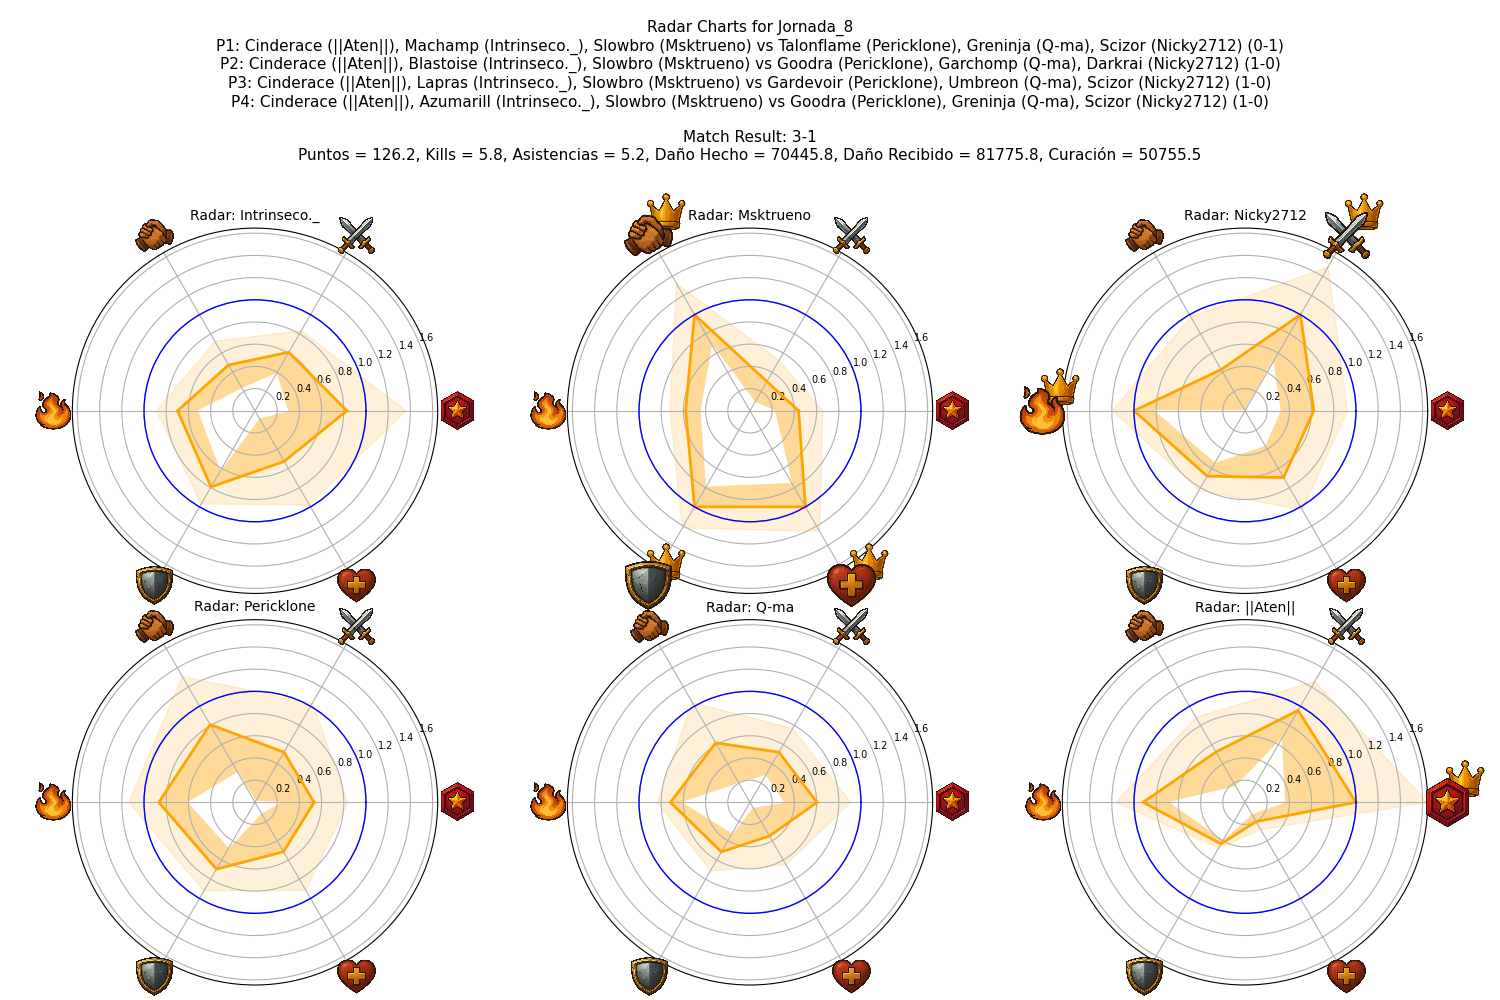 Radar Charts for Jornada_8
P1: Cinderace (||Aten||), Machamp (Intrinseco._), Slowbro (Msktrueno) vs Talonflame (Pericklone), Greninja (Q-ma), Scizor (Nicky2712) (0-1)
P2: Cinderace (||Aten||), Blastoise (Intrinseco._), Slowbro (Msktrueno) vs Goodra (Pericklone), Garchomp (Q-ma), Darkrai (Nicky2712) (1-0)
P3: Cinderace (||Aten||), Lapras (Intrinseco._), Slowbro (Msktrueno) vs Gardevoir (Pericklone), Umbreon (Q-ma), Scizor (Nicky2712) (1-0)
P4: Cinderace (||Aten||), Azumarill (Intrinseco._), Slowbro (Msktrueno) vs Goodra (Pericklone), Greninja (Q-ma), Scizor (Nicky2712) (1-0)
Match Result: 3-1
Puntos = 126.2, Kills = 5.8, Asistencias = 5.2, Daño Hecho = 70445.8, Daño Recibido = 81775.8, Curación = 50755.5
Radar: Intrinseco._
0.2 0.4 0.6 0.8 1.0 1.2 1.4 1.6
Radar: Msktrueno
0.2 0.4 0.6 0.8 1.0 1.2 1.4 1.6
Radar: Nicky2712
0.2 0.4 0.6 0.8 1.0 1.2 1.4 1.6
Radar: Pericklone
0.2 0.4 0.6 0.8 1.0 1.2 1.4 1.6
Radar: Q-ma
0.2 0.4 0.6 0.8 1.0 1.2 1.4 1.6
Radar: ||Aten||
0.2 0.4 0.6 0.8 1.0 1.2 1.4 1.6